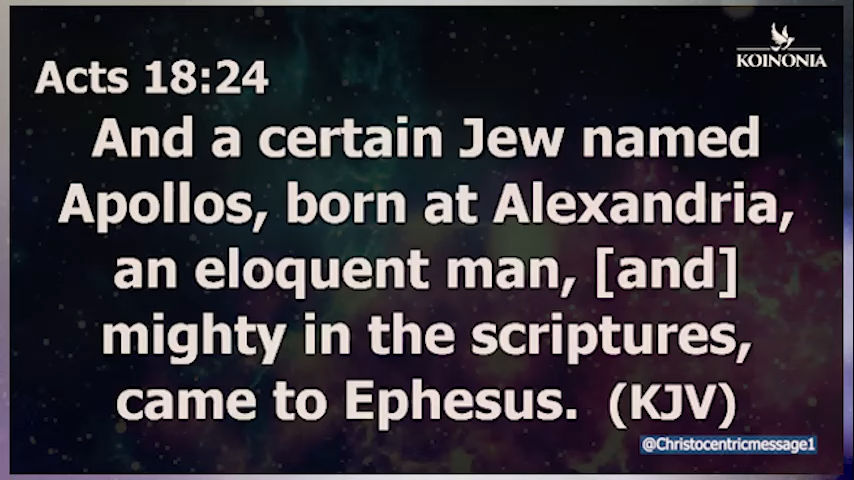 KOINONIA
Acts 18:24
And a certain Jew named
Apollos, born at Alexandria,
an eloquent man, [and]
mighty in the scriptures,
came to Ephesus. (KJV)
@Christocentricmessage1